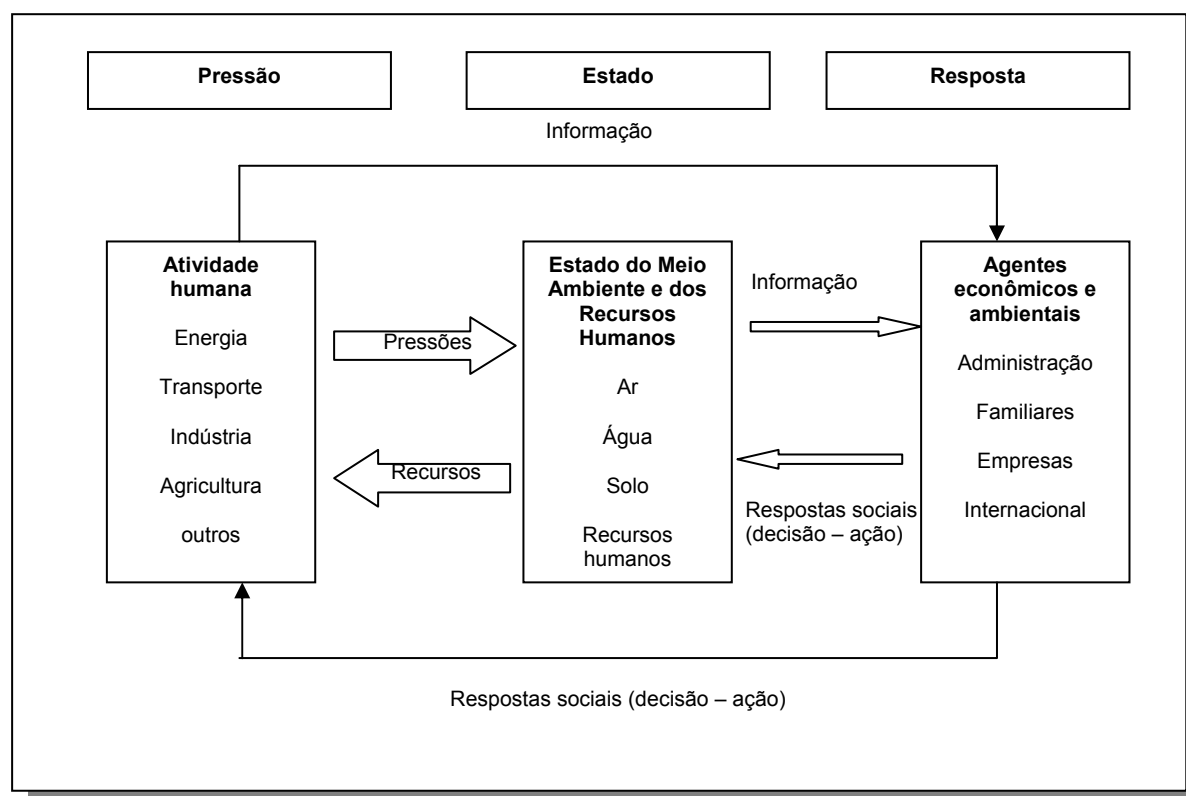 Pressão
Estado
Resposta
Informação
Atividade
humana
Energia
Transporte
Indústria
Agricultura
outros
Pressões
Recursos
Estado do Meio
Ambiente e dos
Recursos
Humanos
Ar
Água
Solo
Recursos
humanos
Informação
Respostas sociais
(decisão – ação)
Agentes
econômicos e
ambientais
Administração
Familiares
Empresas
Internacional
Respostas sociais (decisão – ação)